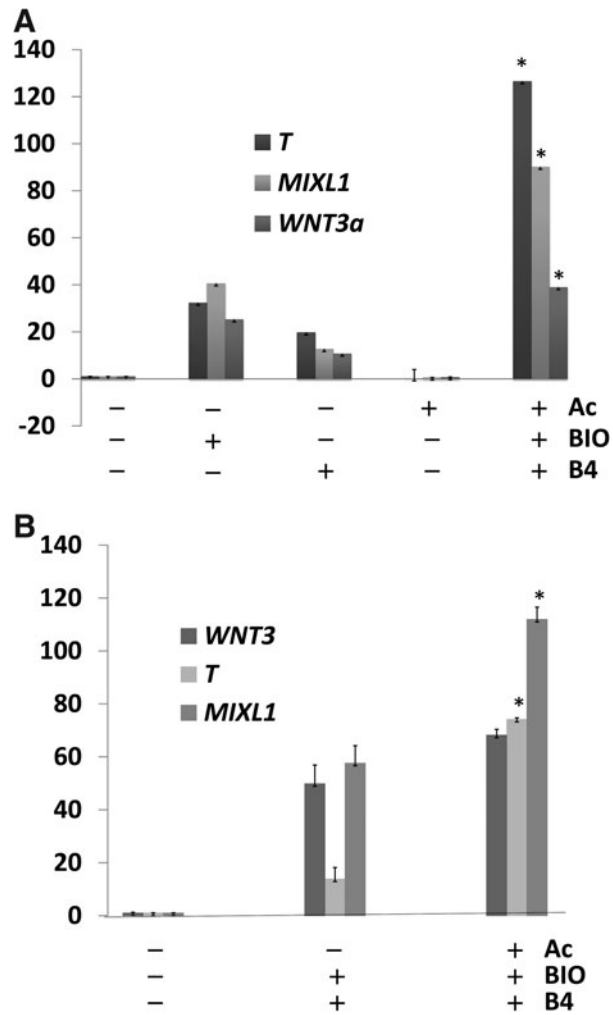 A
140
120
100
80
60
40
20
0
-20
T
MIXL1
WNT3a
* * *
– – – + + Ac
– + – – + BIO
– – + – + B4
B
140
120
100
80
60
40
20
0
WNT3
T
MIXL1
* *
– – + Ac
– + + BIO
– + + B4